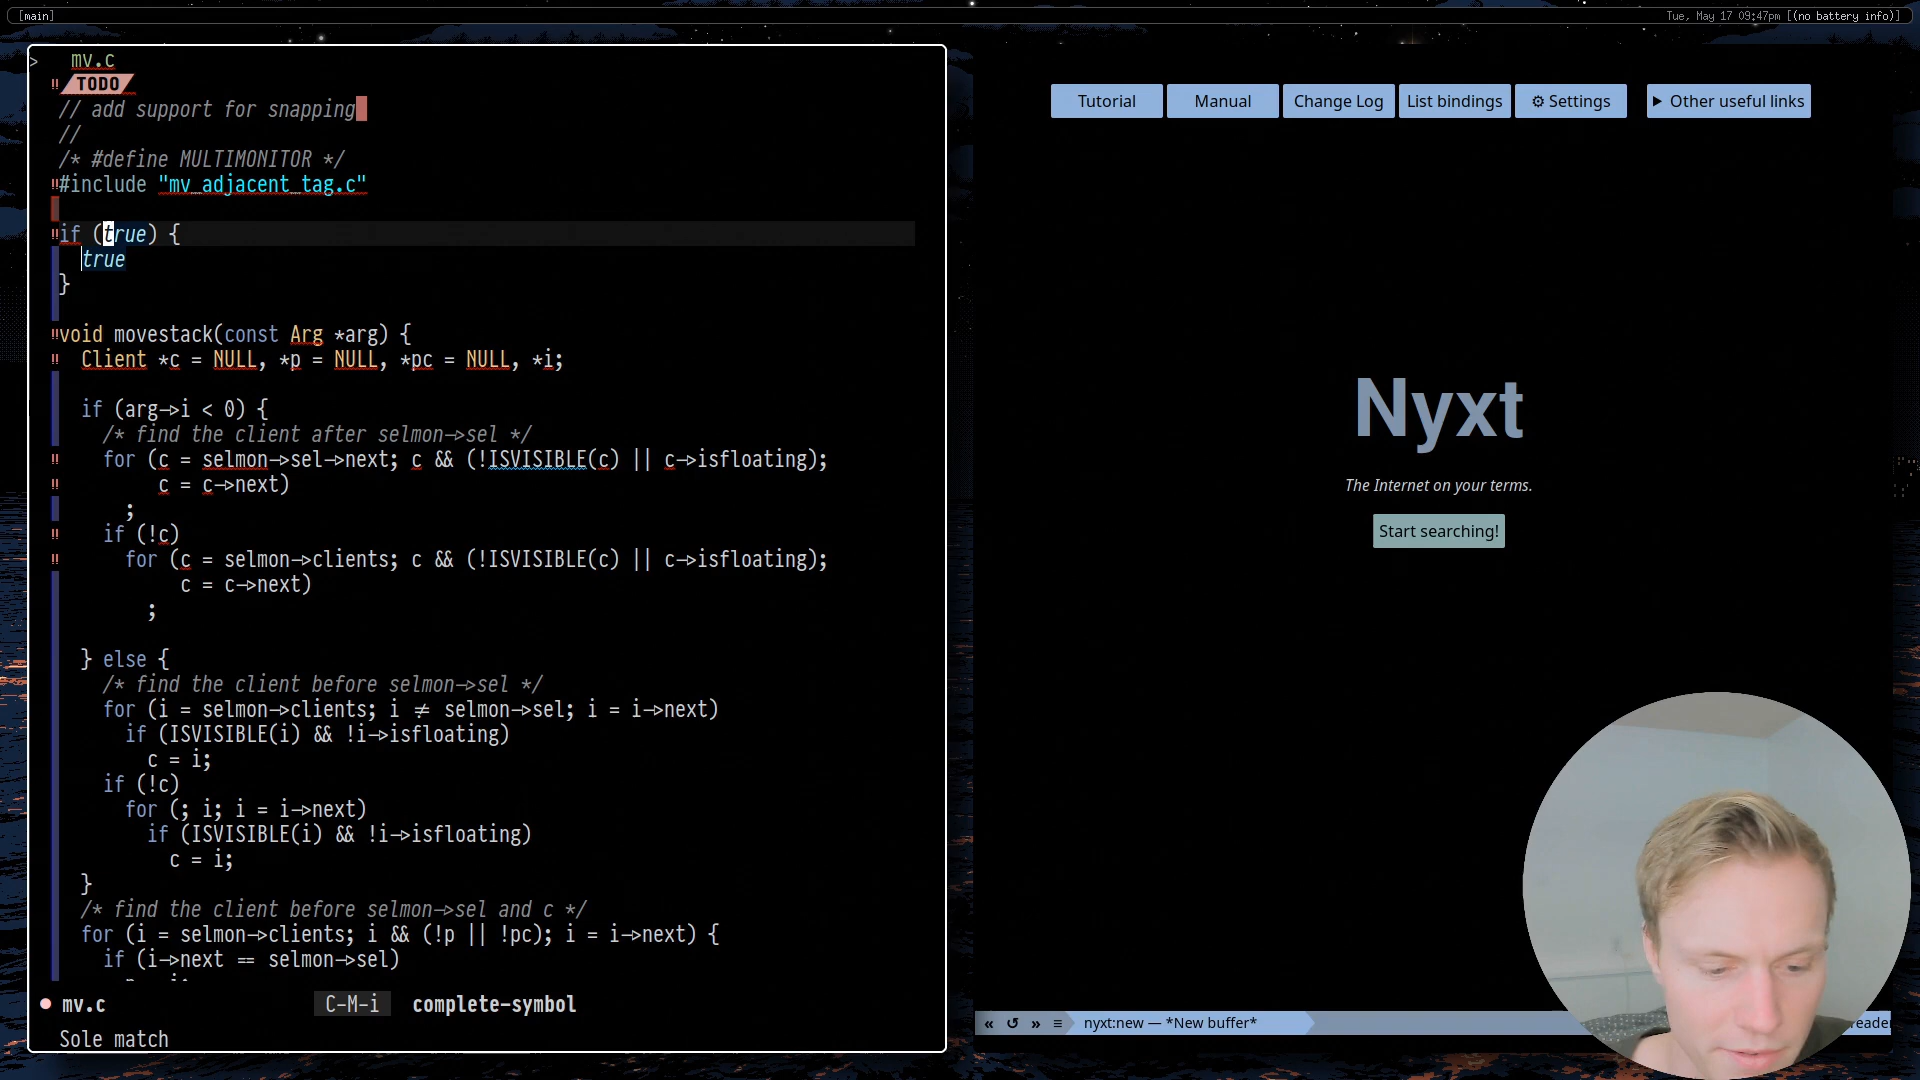 [main]
Tue, May 17 09:47pm [(no battery info)]
> mv.c
!! TODO
// add support for snapping
//
/* #define MULTIMONITOR */
!!#include "mv_adjacent_tag.c"
!!if (true) {
true
}
!!void movestack(const Arg *arg) {
!! Client *c = NULL, *p = NULL, *pc = NULL, *i;
if (arg->i < 0) {
/* find the client after selmon->sel */
!! for (c = selmon->sel->next; c && (!ISVISIBLE(c) || c->isfloating);
!! c = c->next)
;
!! if (!c)
!! for (c = selmon->clients; c && (!ISVISIBLE(c) || c->isfloating);
c = c->next)
;
} else {
/* find the client before selmon->sel */
for (i = selmon->clients; i ≠ selmon->sel; i = i->next)
if (ISVISIBLE(i) && !i->isfloating)
c = i;
if (!c)
for (; i; i = i->next)
if (ISVISIBLE(i) && !i->isfloating)
c = i;
}
/* find the client before selmon->sel and c */
for (i = selmon->clients; i && (!p || !pc); i = i->next) {
if (i->next == selmon->sel)
mv.c C-M-i complete-symbol
Sole match
Tutorial
Manual
Change Log
List bindings
⚙ Settings
▶ Other useful links
Nyxt
The Internet on your terms.
Start searching!
« ↺ » ≡ nyxt:new — *New buffer*